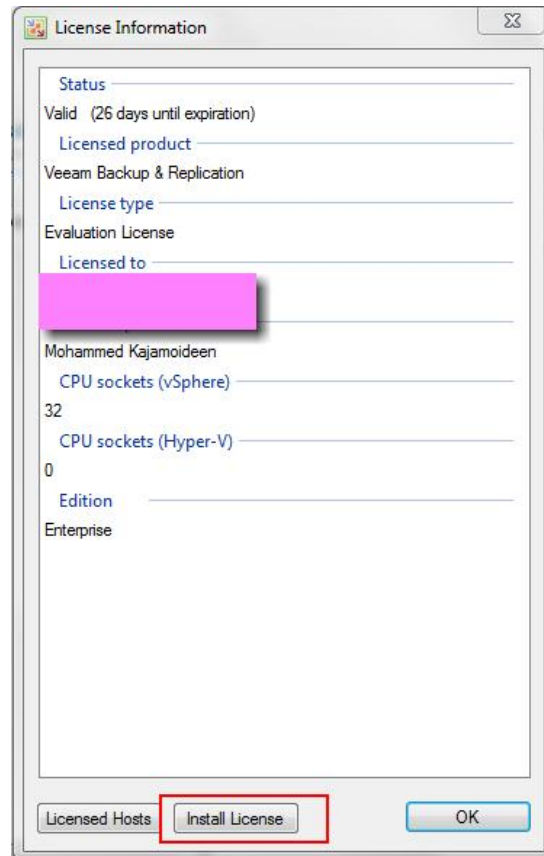 License Information
Status
Valid (26 days until expiration)
Licensed product
Veeam Backup & Replication
License type
Evaluation License
Licensed to
Mohammed Kajamoideen
CPU sockets (vSphere)
32
CPU sockets (Hyper-V)
0
Edition
Enterprise
Licensed Hosts
Install License
OK